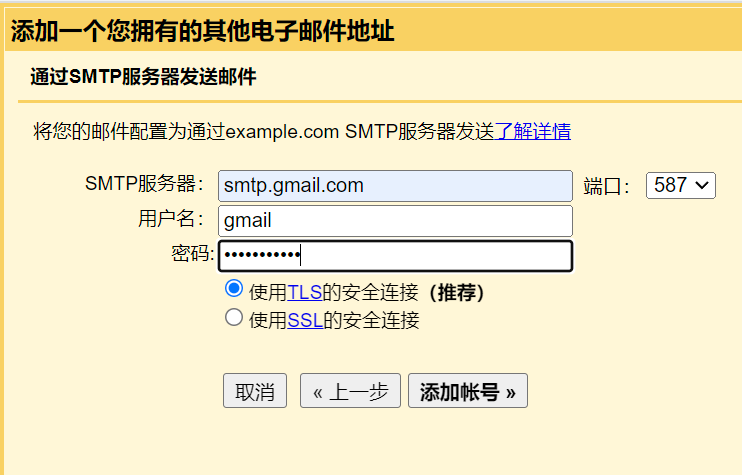 添加一个您拥有的其他电子邮件地址
通过SMTP服务器发送邮件
将您的邮件配置为通过example.com SMTP服务器发送了解详情
SMTP服务器： smtp.gmail.com 端口： 587
用户名： gmail
密码: •••••••••••
使用TLS的安全连接（推荐）
使用SSL的安全连接
取消 « 上一步 添加帐号 »